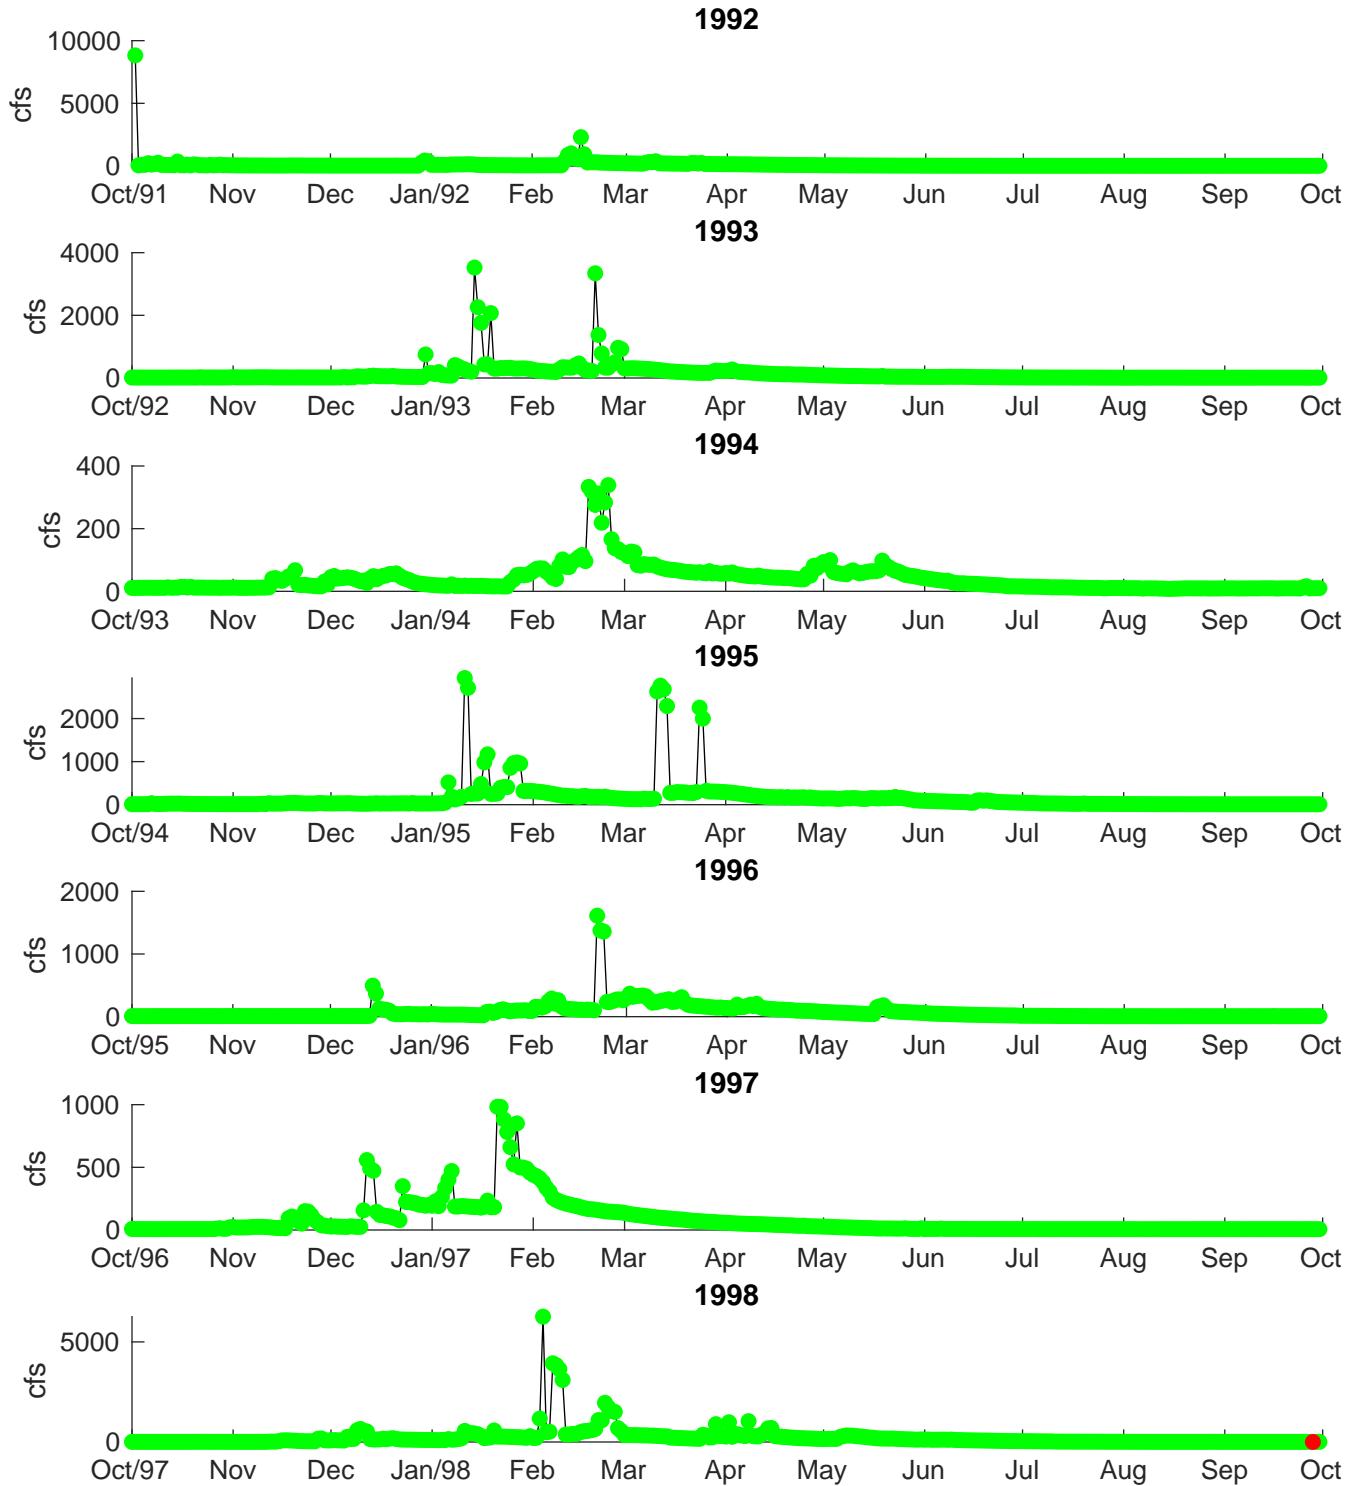 1992
10000
5000
0
cfs
Oct/91 Nov Dec Jan/92 Feb Mar Apr May Jun Jul Aug Sep Oct
1993
4000
2000
0
cfs
Oct/92 Nov Dec Jan/93 Feb Mar Apr May Jun Jul Aug Sep Oct
1994
400
200
0
cfs
Oct/93 Nov Dec Jan/94 Feb Mar Apr May Jun Jul Aug Sep Oct
1995
2000
1000
0
cfs
Oct/94 Nov Dec Jan/95 Feb Mar Apr May Jun Jul Aug Sep Oct
1996
2000
1000
0
cfs
Oct/95 Nov Dec Jan/96 Feb Mar Apr May Jun Jul Aug Sep Oct
1997
1000
500
0
cfs
Oct/96 Nov Dec Jan/97 Feb Mar Apr May Jun Jul Aug Sep Oct
1998
5000
0
cfs
Oct/97 Nov Dec Jan/98 Feb Mar Apr May Jun Jul Aug Sep Oct